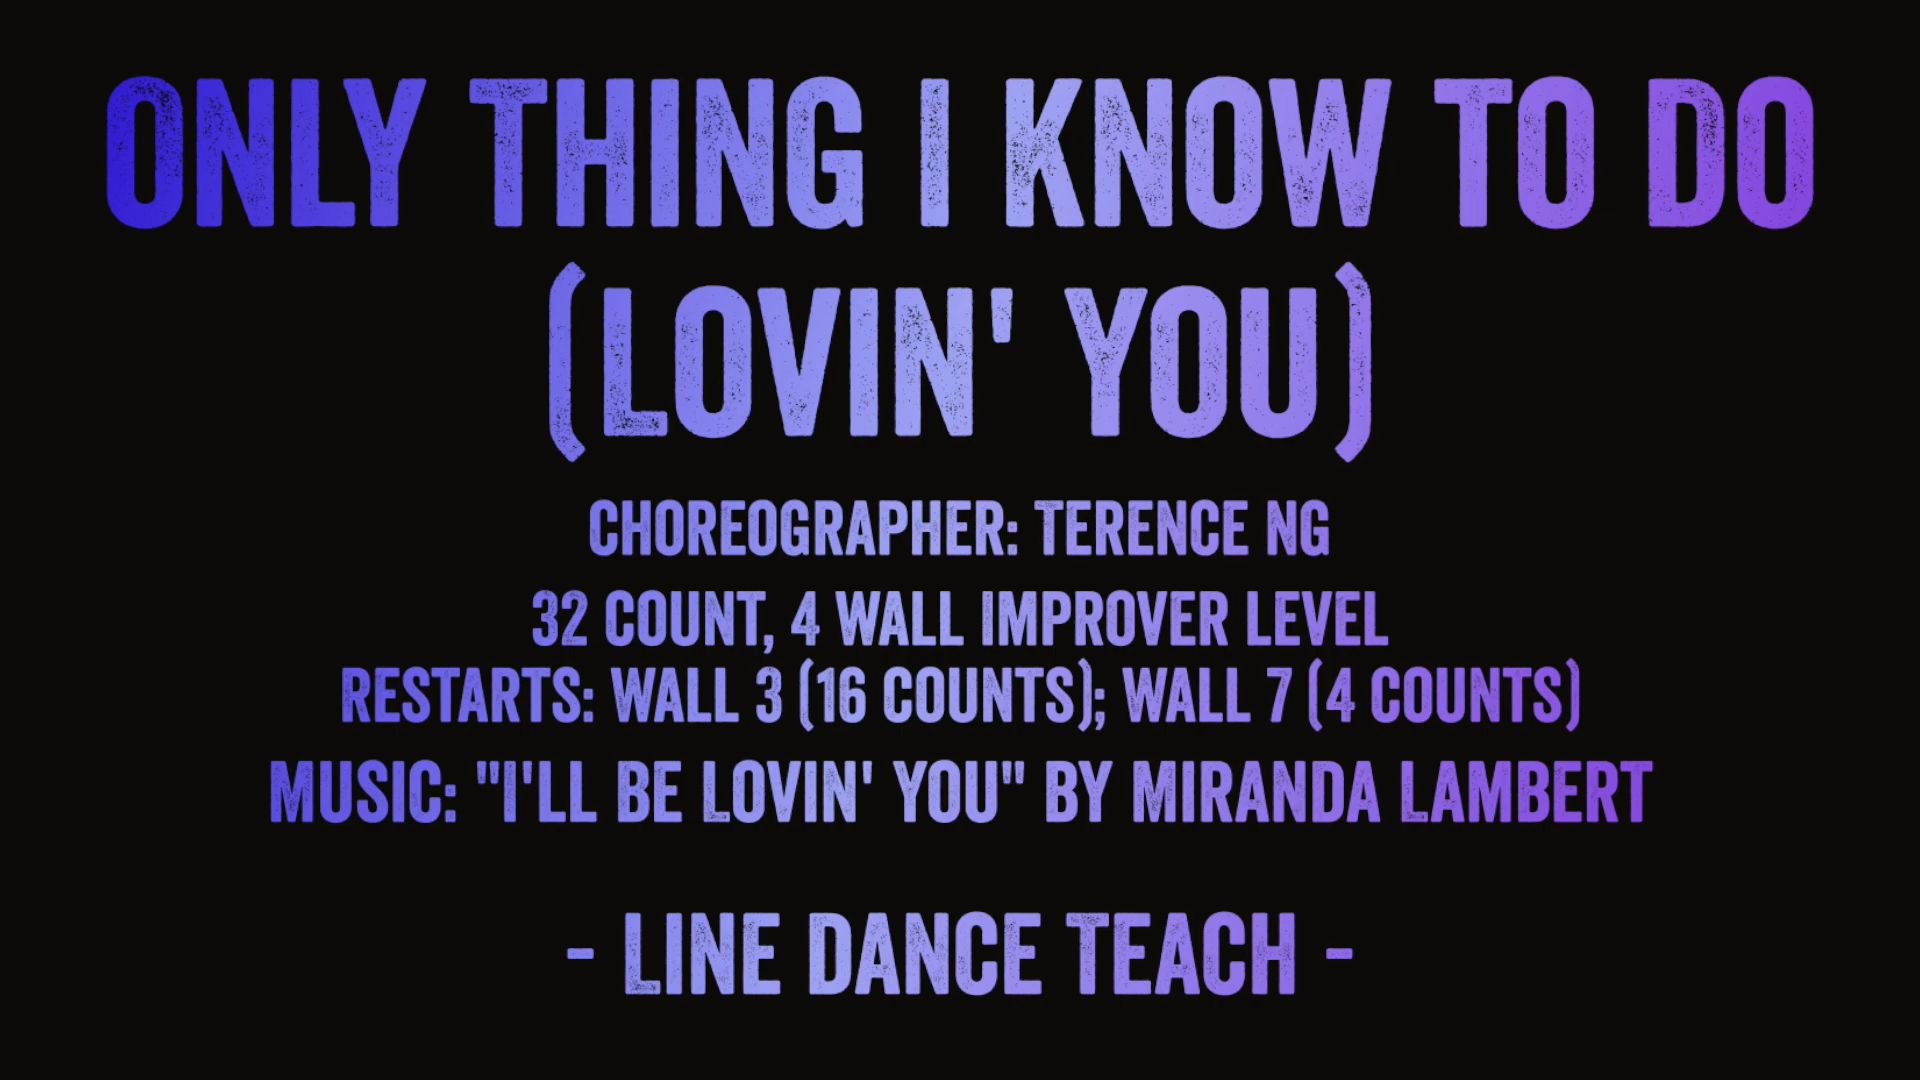 ONLY THING I KNOW TO DO
(LOVIN' YOU)
CHOREOGRAPHER: TERENCE NG
32 COUNT, 4 WALL IMPROVER LEVEL
RESTARTS: WALL 3 (16 COUNTS); WALL 7 (4 COUNTS)
MUSIC: "I'LL BE LOVIN' YOU" BY MIRANDA LAMBERT
- LINE DANCE TEACH -